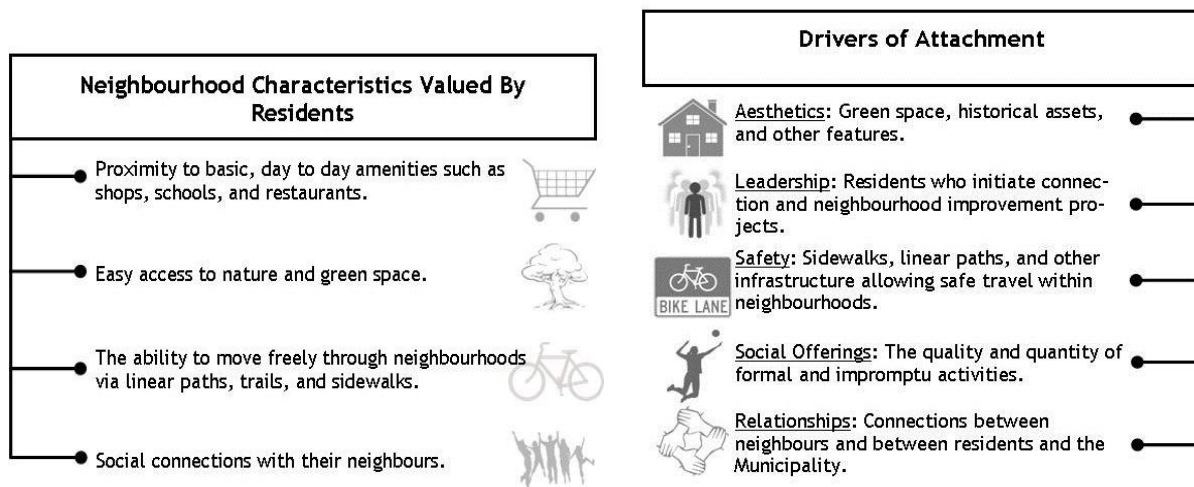 Neighbourhood Characteristics Valued By
Residents
Proximity to basic, day to day amenities such as
shops, schools, and restaurants.
Easy access to nature and green space.
The ability to move freely through neighbourhoods
via linear paths, trails, and sidewalks.
Social connections with their neighbours.
Drivers of Attachment
Aesthetics: Green space, historical assets,
and other features.
Leadership: Residents who initiate connec-
tion and neighbourhood improvement pro-
jects.
Safety: Sidewalks, linear paths, and other
infrastructure allowing safe travel within
neighbourhoods.
BIKE LANE
Social Offerings: The quality and quantity of
formal and impromptu activities.
Relationships: Connections between
neighbours and between residents and the
Municipality.